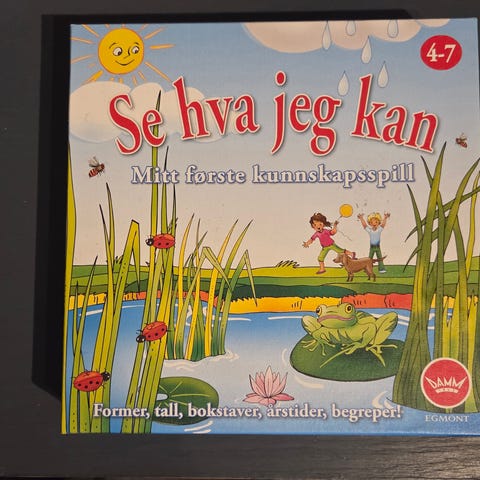 4-7
Se hva jeg kan
Mitt første kunnskapsspill
Former, tall, bokstaver, årstider, begreper!
DAMM
EGMONT